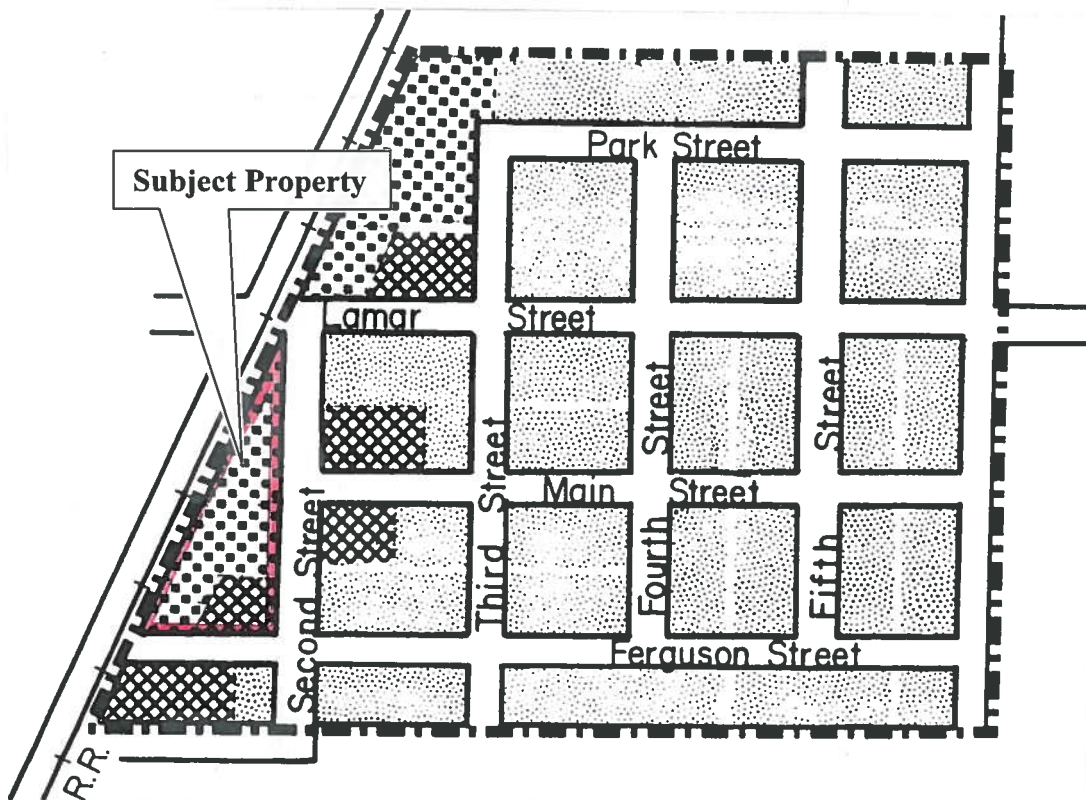 Park Street
Subject Property
Lamar Street
Street
Street
Main Street
Second Street
Third Street
Fourth
Fifth
Ferguson Street
R.R.